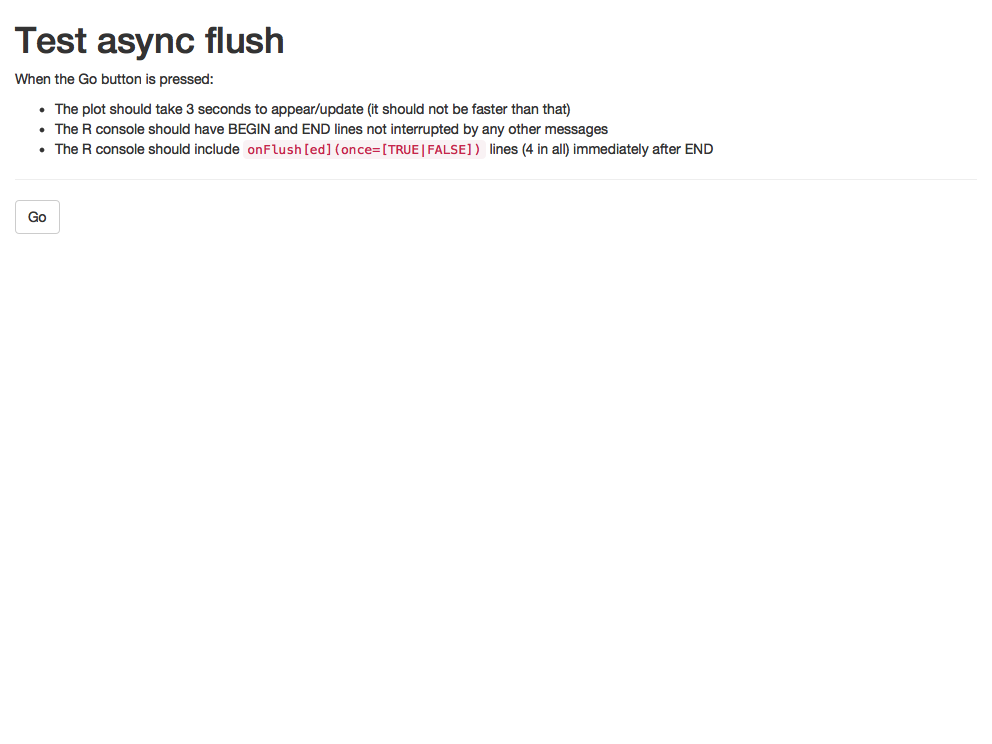 Test async flush
When the Go button is pressed:
• The plot should take 3 seconds to appear/update (it should not be faster than that)
• The R console should have BEGIN and END lines not interrupted by any other messages
• The R console should include onFlush[ed](once=[TRUE|FALSE]) lines (4 in all) immediately after END
Go